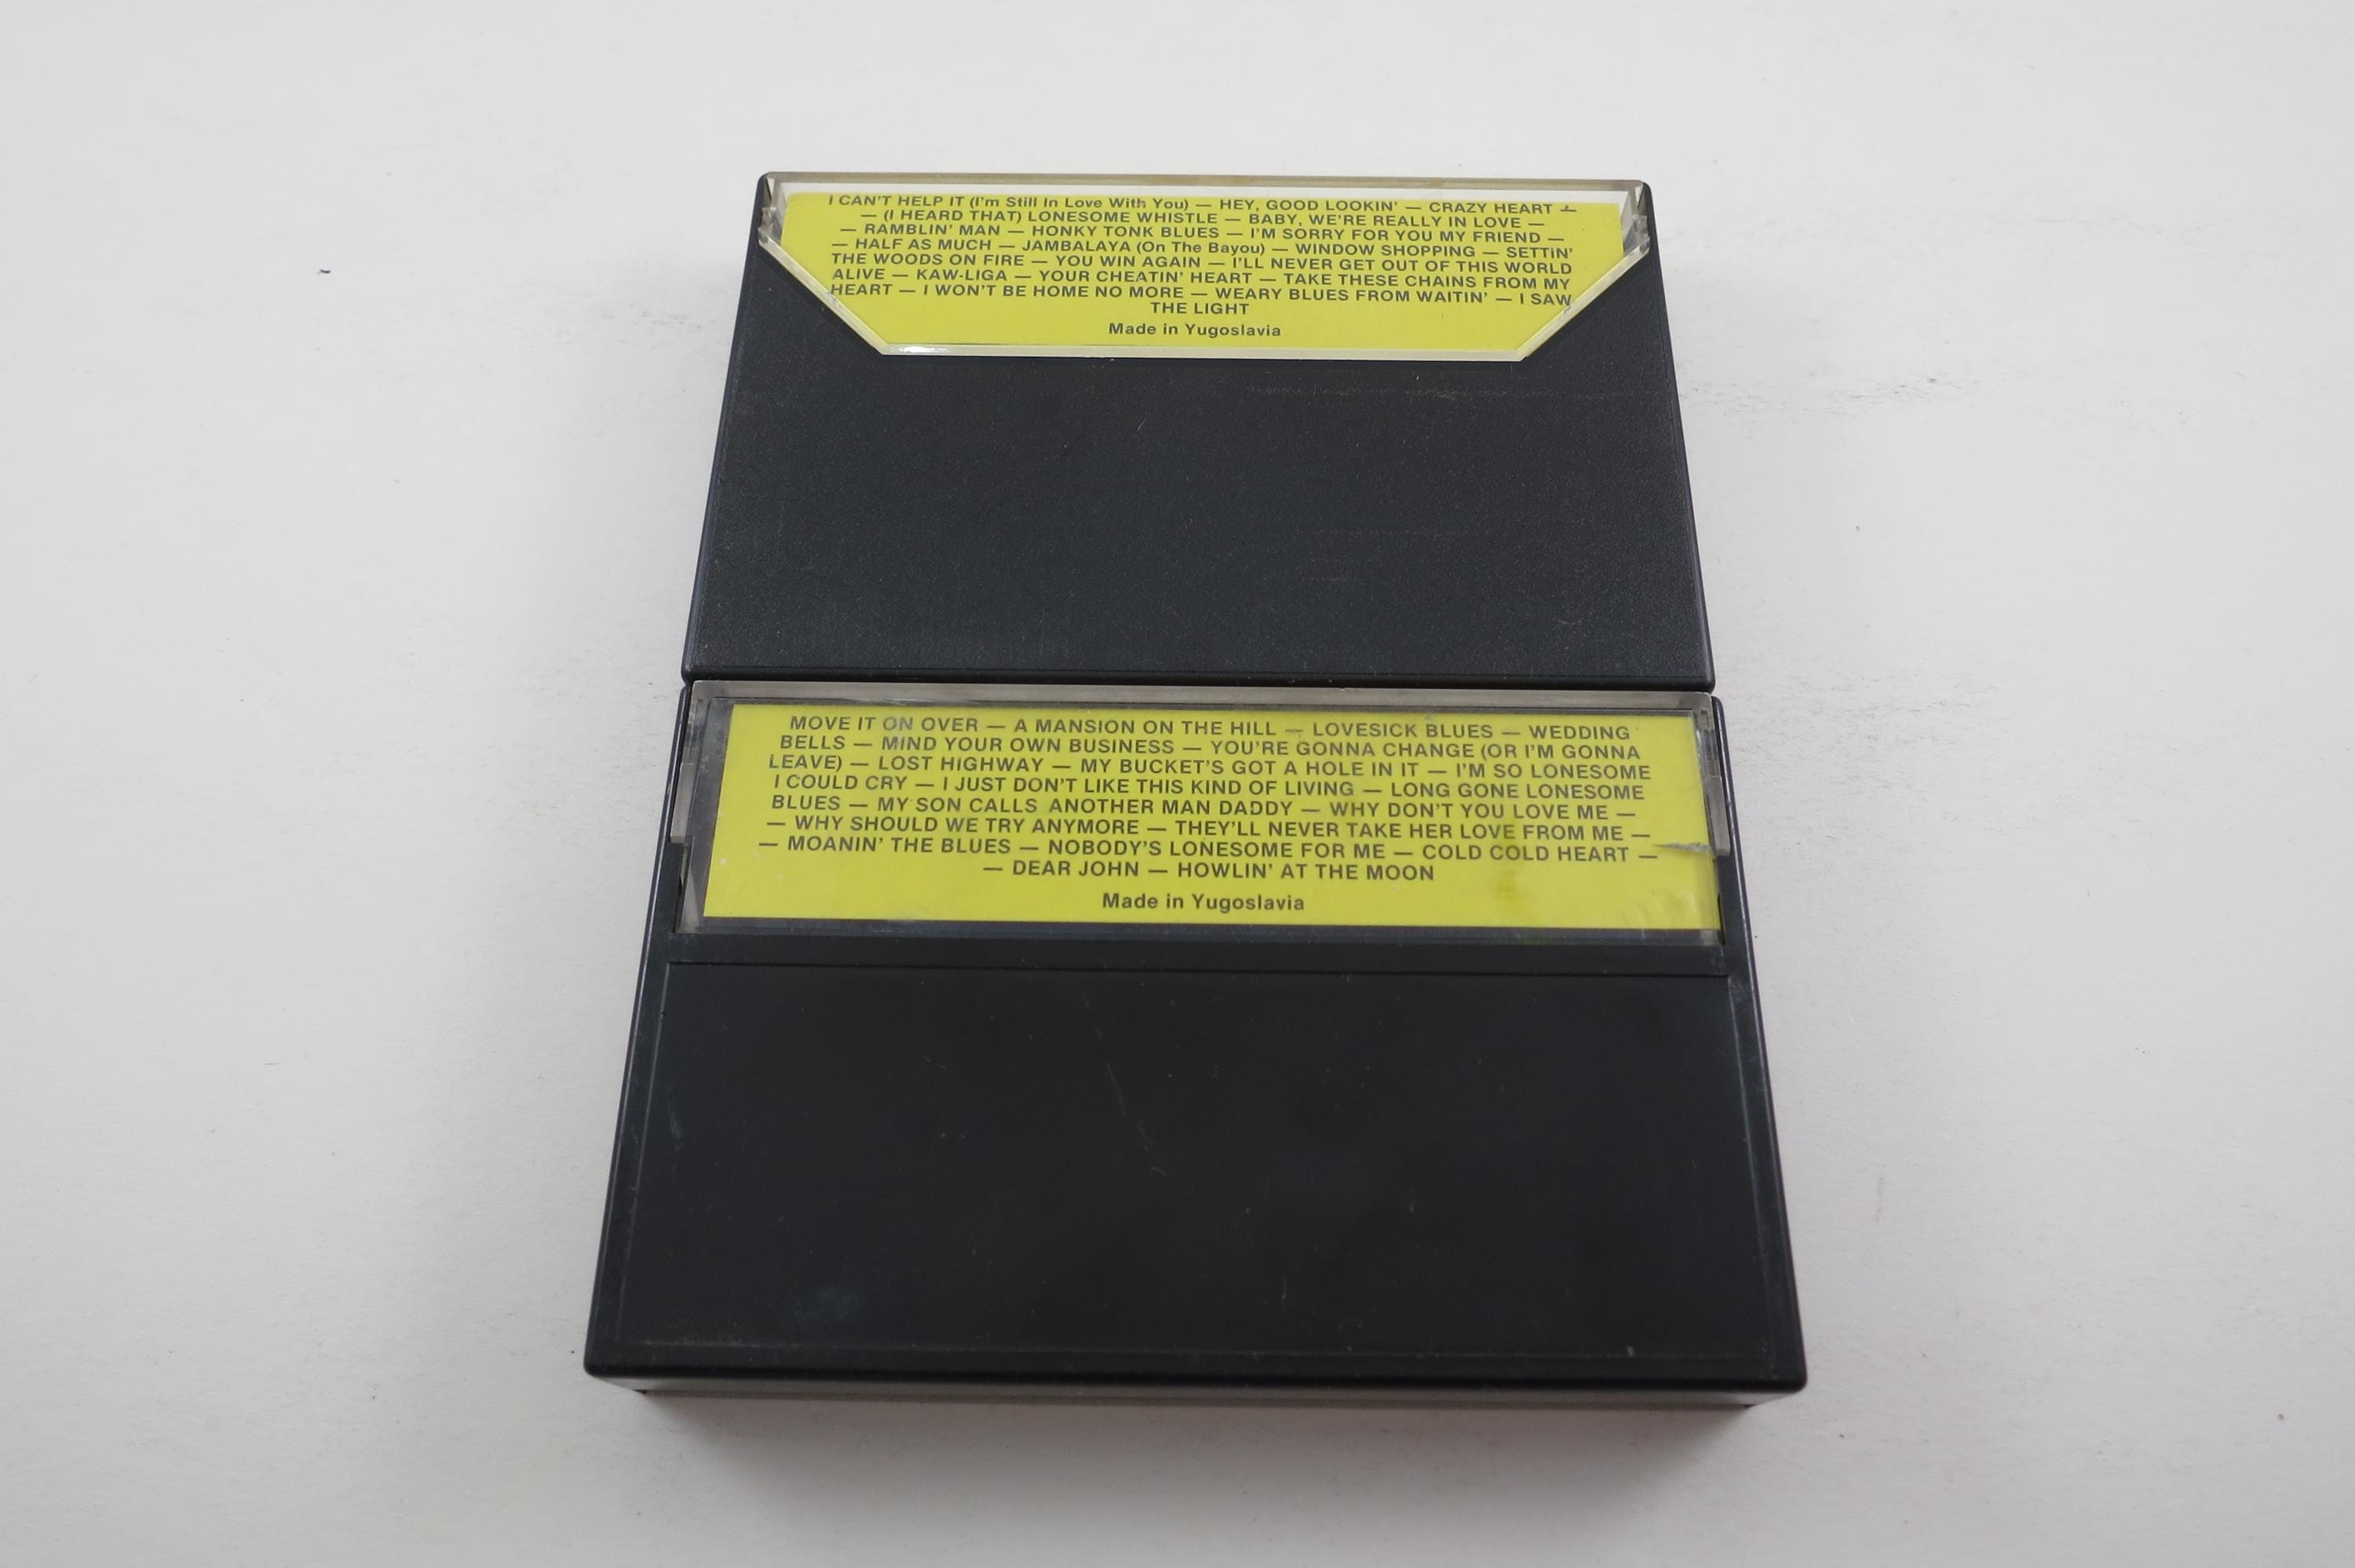 I CAN'T HELP IT (I'm Still In Love With You) — HEY, GOOD LOOKIN' — CRAZY HEART —
— (I HEARD THAT) LONESOME WHISTLE — BABY, WE'RE REALLY IN LOVE —
— RAMBLIN' MAN — HONKY TONK BLUES — I'M SORRY FOR YOU MY FRIEND —
— HALF AS MUCH — JAMBALAYA (On The Bayou) — WINDOW SHOPPING — SETTiN'
THE WOODS ON FIRE — YOU WIN AGAIN — I'LL NEVER GET OUT OF THIS WORLD
ALIVE — KAW-LIGA — YOUR CHEATIN' HEART — TAKE THESE CHAINS FROM MY
HEART — I WON'T BE HOME NO MORE — WEARY BLUES FROM WAITIN' — I SAW
THE LIGHT
Made in Yugoslavia
MOVE IT ON OVER — A MANSION ON THE HILL — LOVESICK BLUES — WEDDING
BELLS — MIND YOUR OWN BUSINESS — YOU'RE GONNA CHANGE (OR I'M GONNA
LEAVE) — LOST HiGHWAY — MY BUCKET'S GOT A HOLE IN IT — I'M SO LONESOME
I COULD CRY — I JUST DON'T LIKE THIS KIND OF LIVING — LONG GONE LONESOME
BLUES — MY SON CALLS ANOTHER MAN DADDY — WHY DON'T YOU LOVE ME —
— WHY SHOULD WE TRY ANYMORE — THEY'LL NEVER TAKE HER LOVE FROM ME —
— MOANIN' THE BLUES — NOBODY'S LONESOME FOR ME — COLD COLD HEART —
— DEAR JOHN — HOWLIN' AT THE MOON
Made in Yugoslavia